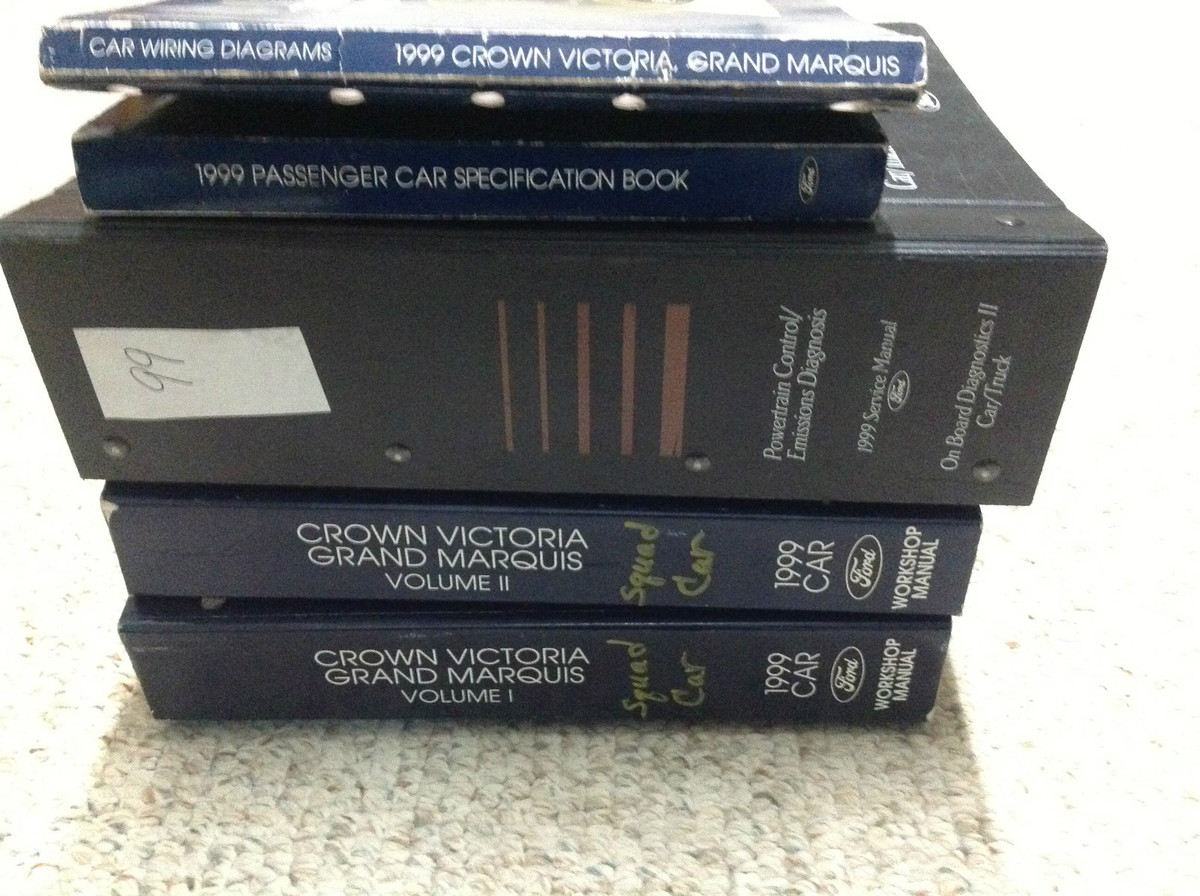 CAR WIRING DIAGRAMS 1999 CROWN VICTORIA, GRAND MARQUIS
1999 PASSENGER CAR SPECIFICATION BOOK Ford
99
Powertrain Control/
Emissions Diagnosis
1999 Service Manual
Ford
On Board Diagnostics II
Car/Truck
CROWN VICTORIA
GRAND MARQUIS
VOLUME II
Squad
Car
1999
CAR
Ford
WORKSHOP
MANUAL
CROWN VICTORIA
GRAND MARQUIS
VOLUME I
Squad
Car
1999
CAR
Ford
WORKSHOP
MANUAL